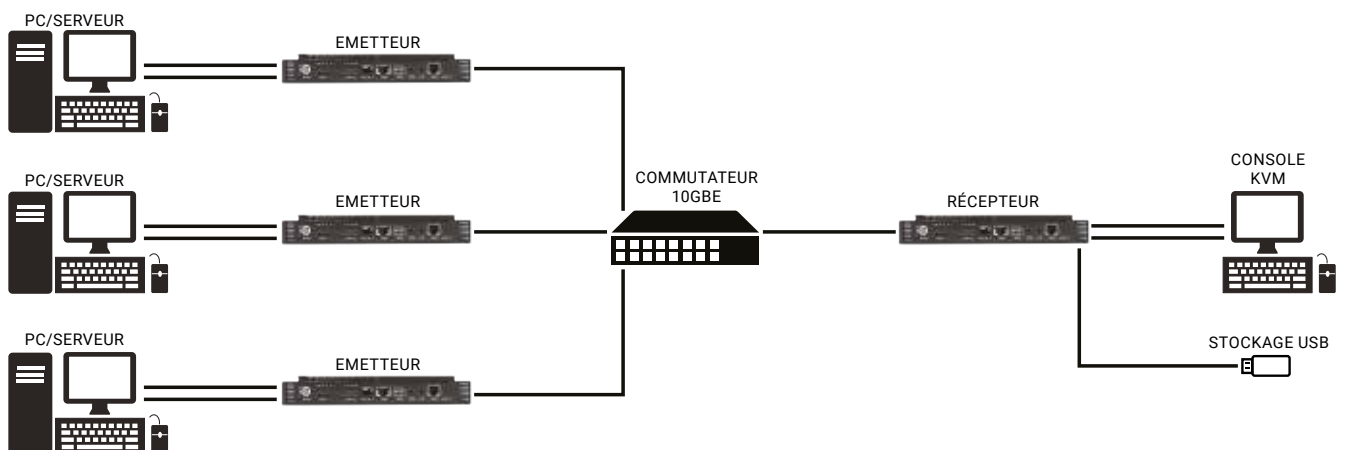 PC/SERVEUR
EMETTEUR
PC/SERVEUR
EMETTEUR
COMMUTATEUR
10GBE
RÉCEPTEUR
CONSOLE
KVM
PC/SERVEUR
EMETTEUR
STOCKAGE USB